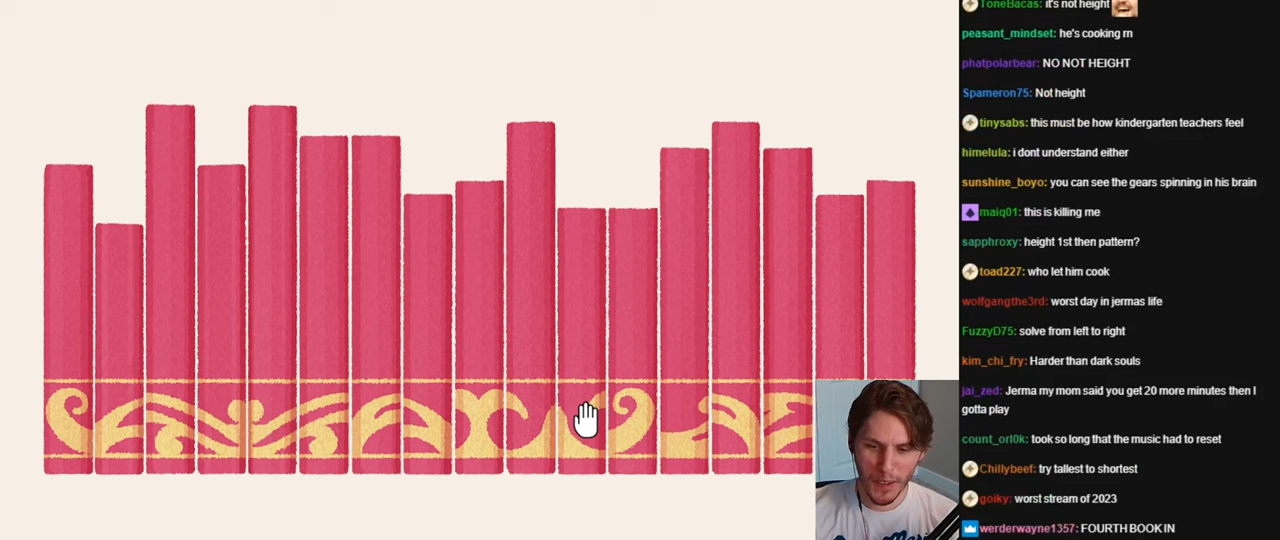 ToneBacas: it's not height
peasant_mindset: he's cooking rn
phatpolarbear: NO NOT HEIGHT
Spameron75: Not height
tinysabs: this must be how kindergarten teachers feel
himelula: i dont understand either
sunshine_boyo: you can see the gears spinning in his brain
maiq01: this is killing me
sapphroxy: height 1st then pattern?
toad227: who let him cook
wolfgangthe3rd: worst day in jermas life
FuzzyD75: solve from left to right
kim_chi_fry: Harder than dark souls
jai_zed: Jerma my mom said you get 20 more minutes then I
gotta play
count_orl0k: took so long that the music had to reset
Chillybeef: try tallest to shortest
goiky: worst stream of 2023
werderwayne1357: FOURTH BOOK IN